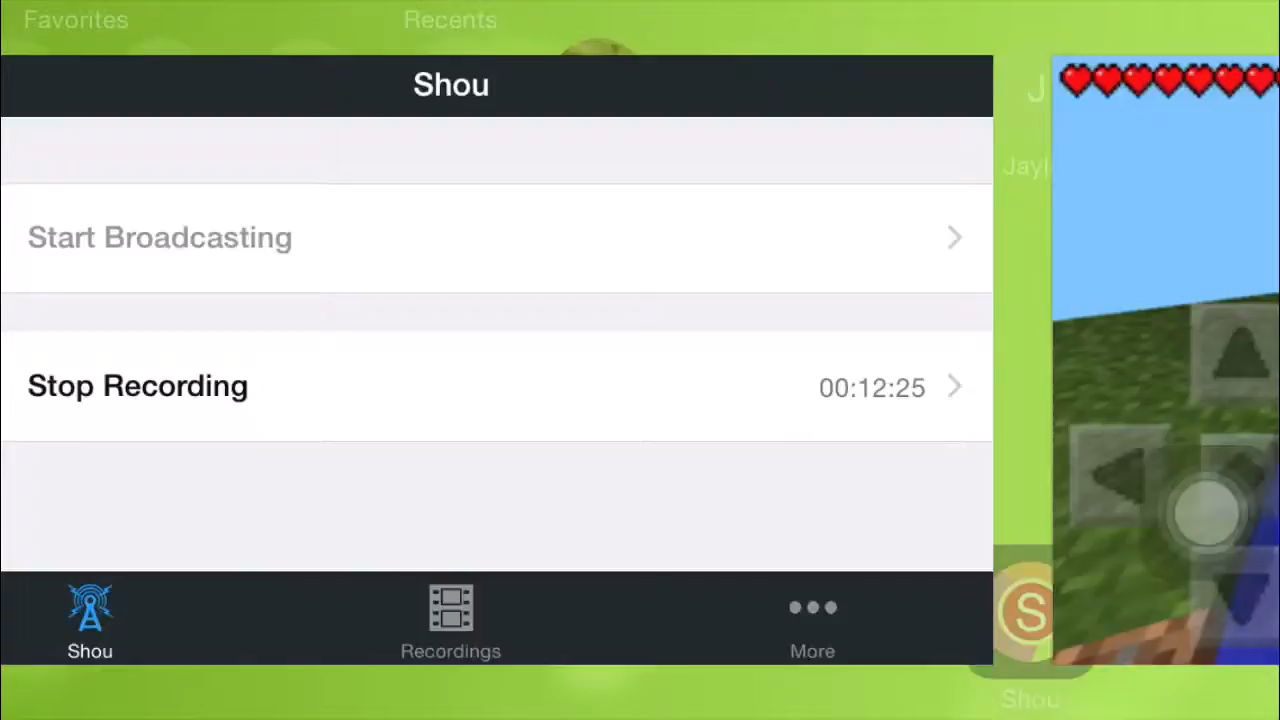 Favorites
Recents
Shou
J
Start Broadcasting
Stop Recording
00:12:25
S
Shou
Recordings
More
Shou